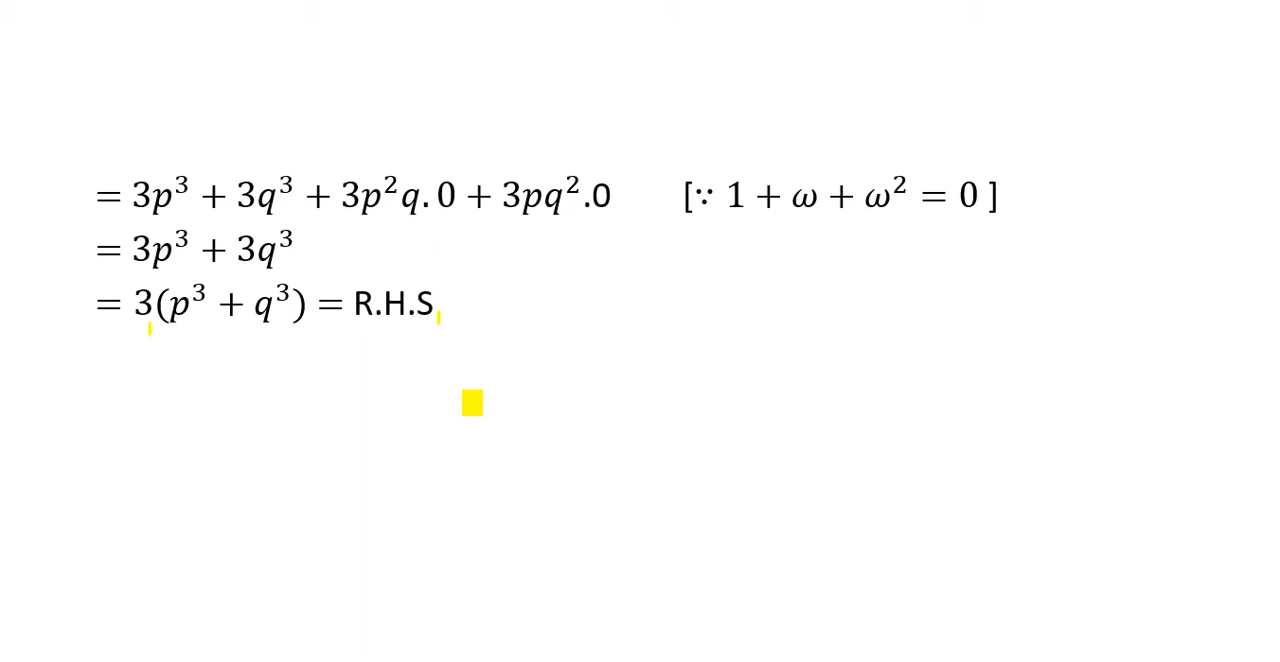 = 3p³ + 3q³ + 3p²q. 0 + 3pq².0 [∵ 1 + ω + ω² = 0 ]
= 3p³ + 3q³
= 3(p³ + q³) = R.H.S